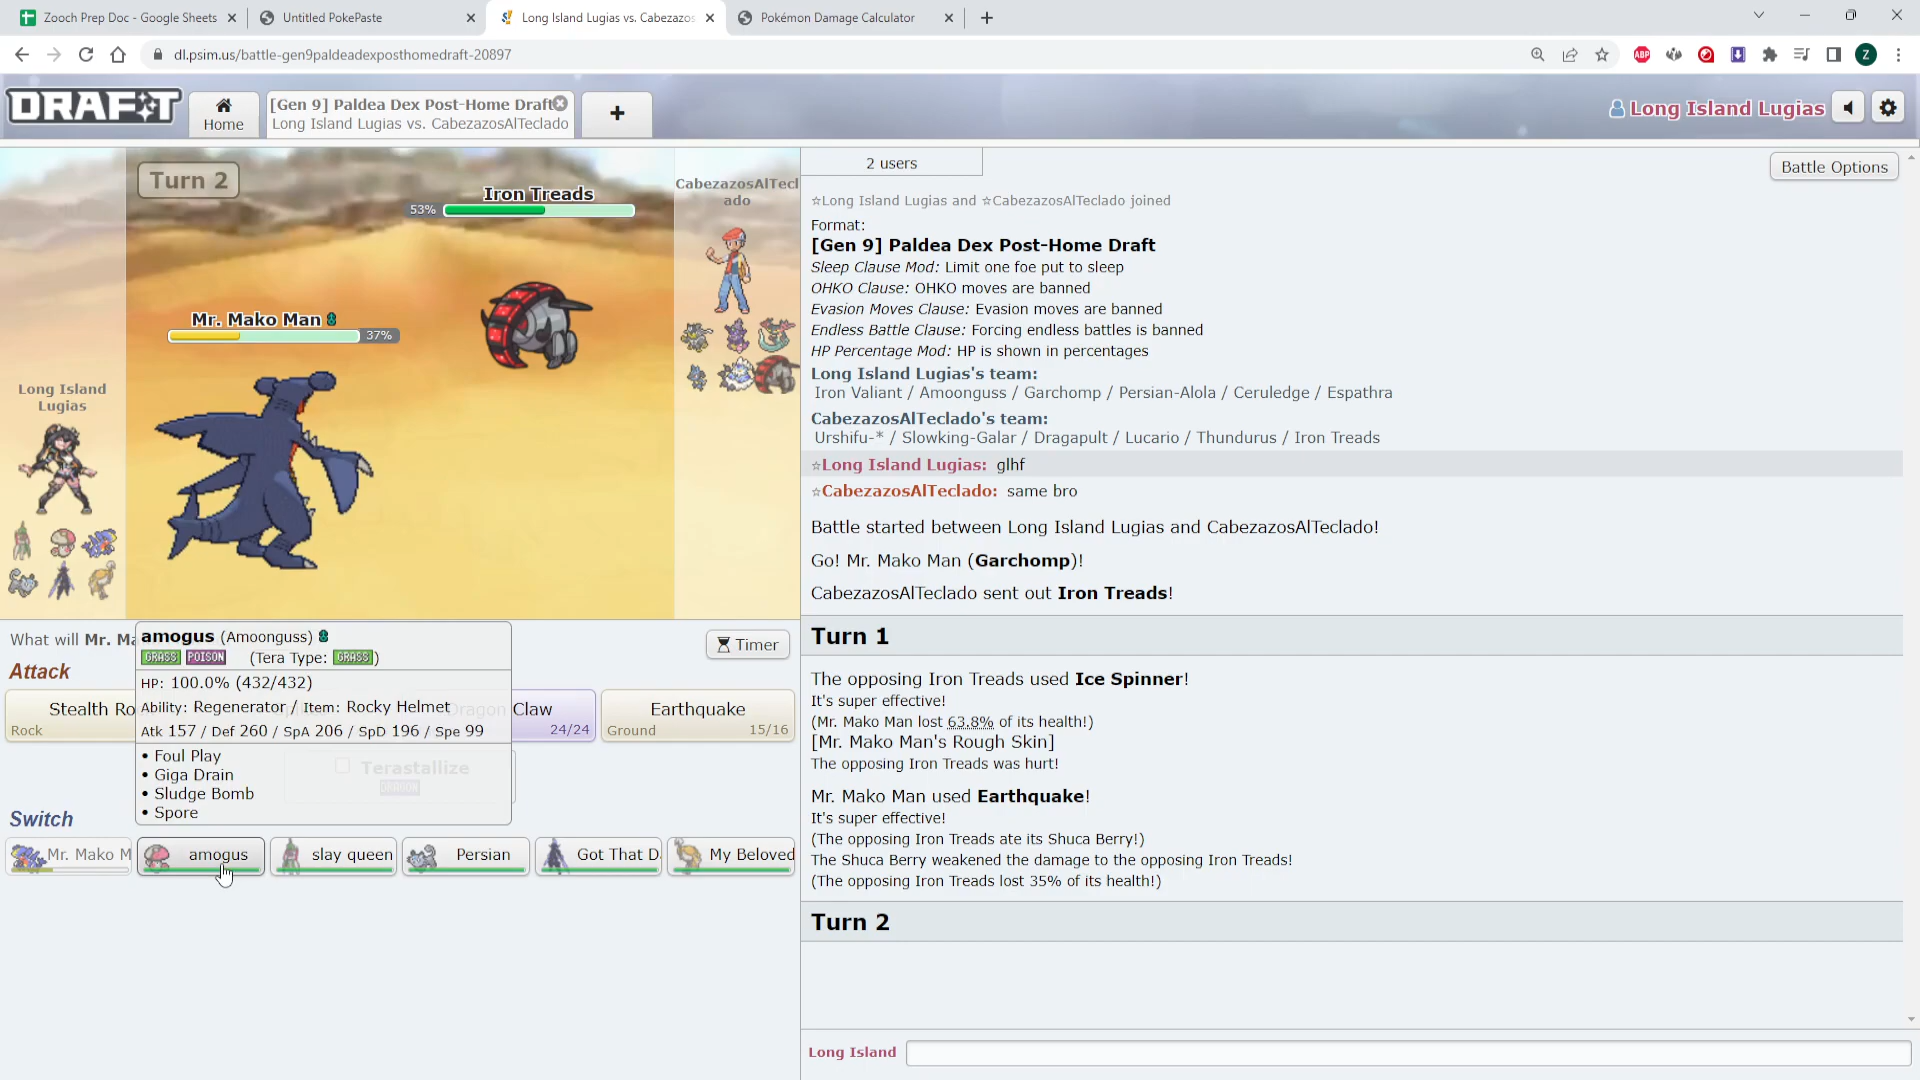 Zooch Prep Doc - Google Sheets
Untitled PokePaste
Long Island Lugias vs. Cabezazos
Pokémon Damage Calculator
dl.psim.us/battle-gen9paldeadexposthomedraft-20897
ABP
Z
DRAFT
Home
[Gen 9] Paldea Dex Post-Home Draft
Long Island Lugias vs. CabezazosAlTeclado
+
Long Island Lugias
Turn 2
Iron Treads
53%
Mr. Mako Man
37%
CabezazosAlTecl
ado
Long Island
Lugias
2 users
Battle Options
☆Long Island Lugias and ☆CabezazosAlTeclado joined
Format:
[Gen 9] Paldea Dex Post-Home Draft
Sleep Clause Mod: Limit one foe put to sleep
OHKO Clause: OHKO moves are banned
Evasion Moves Clause: Evasion moves are banned
Endless Battle Clause: Forcing endless battles is banned
HP Percentage Mod: HP is shown in percentages
Long Island Lugias's team:
Iron Valiant / Amoonguss / Garchomp / Persian-Alola / Ceruledge / Espathra
CabezazosAlTeclado's team:
Urshifu-* / Slowking-Galar / Dragapult / Lucario / Thundurus / Iron Treads
☆Long Island Lugias: glhf
☆CabezazosAlTeclado: same bro
Battle started between Long Island Lugias and CabezazosAlTeclado!
Go! Mr. Mako Man (Garchomp)!
CabezazosAlTeclado sent out Iron Treads!
Turn 1
The opposing Iron Treads used Ice Spinner!
It's super effective!
(Mr. Mako Man lost 63.8% of its health!)
[Mr. Mako Man's Rough Skin]
The opposing Iron Treads was hurt!
Mr. Mako Man used Earthquake!
It's super effective!
(The opposing Iron Treads ate its Shuca Berry!)
The Shuca Berry weakened the damage to the opposing Iron Treads!
(The opposing Iron Treads lost 35% of its health!)
Turn 2
Long Island
What will Mr. Ma
Timer
Attack
Stealth Ro
Rock
Dragon Claw
24/24
Earthquake
Ground
15/16
amogus (Amoonguss)
GRASS POISON (Tera Type: GRASS)
HP: 100.0% (432/432)
Ability: Regenerator / Item: Rocky Helmet
Atk 157 / Def 260 / SpA 206 / SpD 196 / Spe 99
• Foul Play
• Giga Drain
• Sludge Bomb
• Spore
Terastallize
DRAGON
Switch
Mr. Mako M
amogus
slay queen
Persian
Got That D
My Beloved